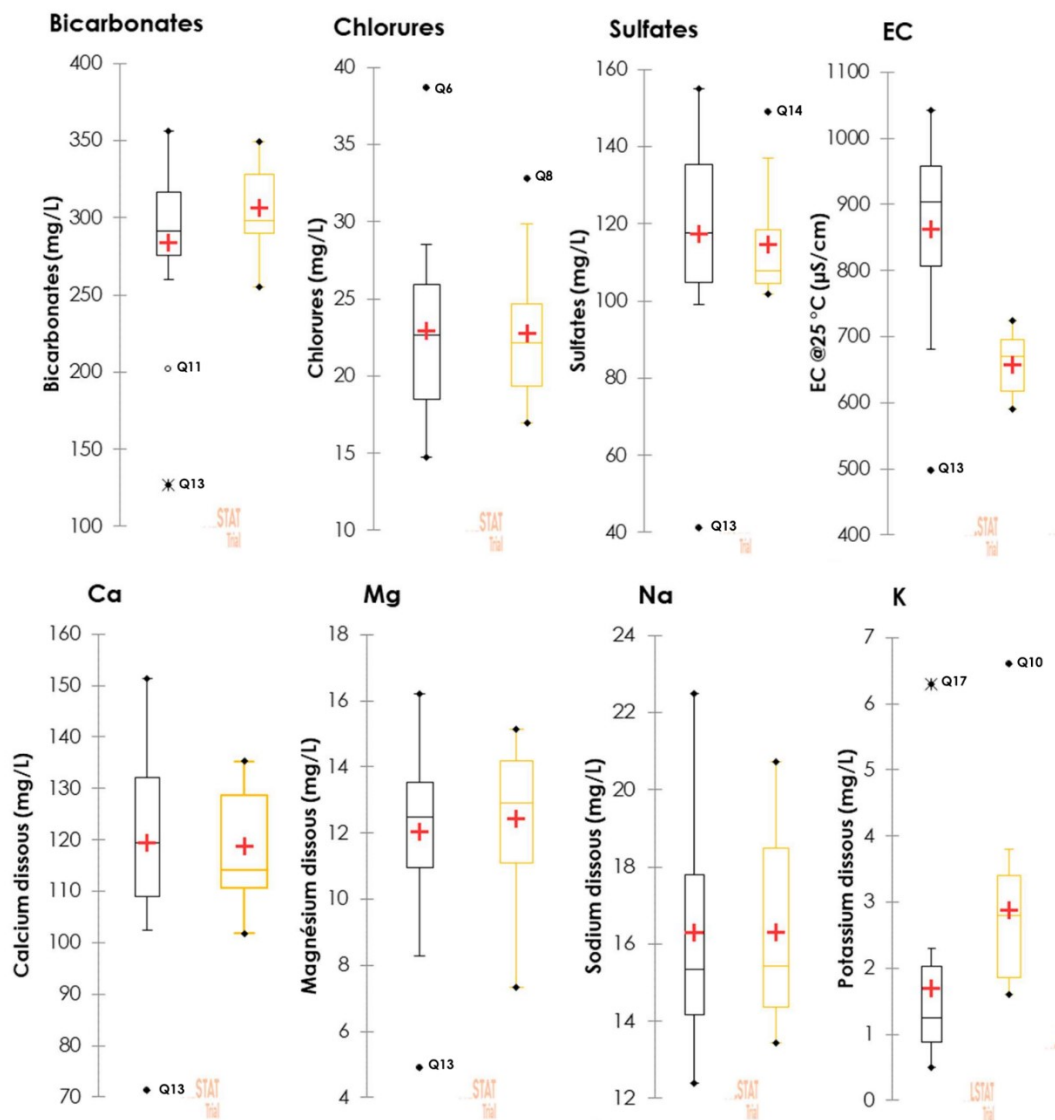 Bicarbonates
Bicarbonates (mg/L)
400
350
300
250
200
150
100
Q11
Q13
STAT
Trial
Chlorures
Chlorures (mg/L)
40
35
30
25
20
15
10
Q6
Q8
STAT
Trial
Sulfates
Sulfates (mg/L)
160
140
120
100
80
60
40
Q14
Q13
STAT
Trial
EC
EC @25 °C (µS/cm)
1100
1000
900
800
700
600
500
400
Q13
.STAT
Trial
Ca
Calcium dissous (mg/L)
160
150
140
130
120
110
100
90
80
70
Q13
STAT
Trial
Mg
Magnésium dissous (mg/L)
18
16
14
12
10
8
6
4
Q13
STAT
Trial
Na
Sodium dissous (mg/L)
24
22
20
18
16
14
12
.STAT
Trial
K
Potassium dissous (mg/L)
7
6
5
4
3
2
1
0
Q17
Q10
LSTAT
Trial